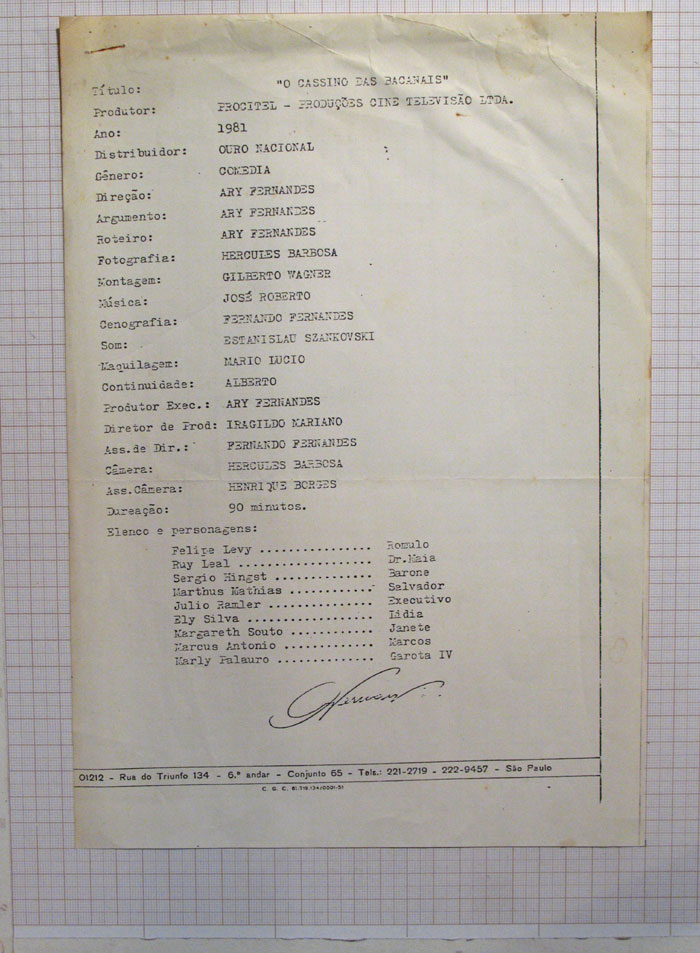 Título: "O CASSINO DAS BACANAIS"
Produtor: PROCITEL - PRODUÇÕES CINE TELEVISÃO LTDA.
Ano: 1981
Distribuidor: OURO NACIONAL
Gênero: COMEDIA
Direção: ARY FERNANDES
Argumento: ARY FERNANDES
Roteiro: ARY FERNANDES
Fotografia: HERCULES BARBOSA
Montagem: GILBERTO WAGNER
Música: JOSÉ ROBERTO
Cenografia: FERNANDO FERNANDES
Som: ESTANISLAU SZANKOVSKI
Maquilagem: MARIO LUCIO
Continuidade: ALBERTO
Produtor Exec.: ARY FERNANDES
Diretor de Prod: IRAGILDO MARIANO
Ass.de Dir.: FERNANDO FERNANDES
Câmera: HERCULES BARBOSA
Ass.Câmera: HENRIQUE BORGES
Dureação: 90 minutos.
Elenco e personagens:
Felipe Levy ................ Romulo
Ruy Leal ................... Dr.Maia
Sergio Hingst .............. Barone
Marthus Mathias ............ Salvador
Julio Ramler ............... Executivo
Ely Silva .................. Lidia
Margareth Souto ............ Janete
Marcus Antonio ............. Marcos
Marly Palauro .............. Garota IV
01212 - Rua do Triunfo 134 - 6.º andar - Conjunto 65 - Tels.: 221-2719 - 222-9457 - São Paulo
C. G. C.